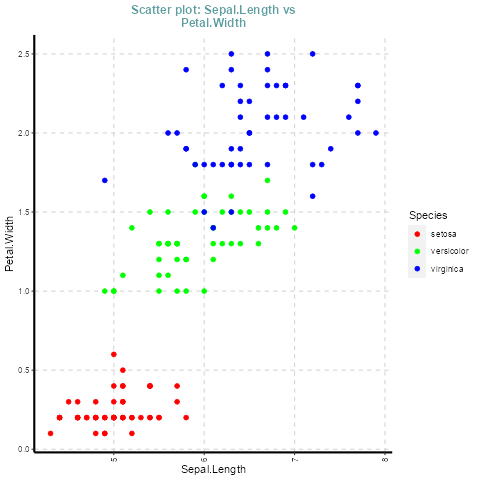 Scatter plot: Sepal.Length vs
Petal.Width
2.5
2.0
1.5
1.0
0.5
0.0
Petal.Width
5
6
7
8
Sepal.Length
Species
setosa
versicolor
virginica